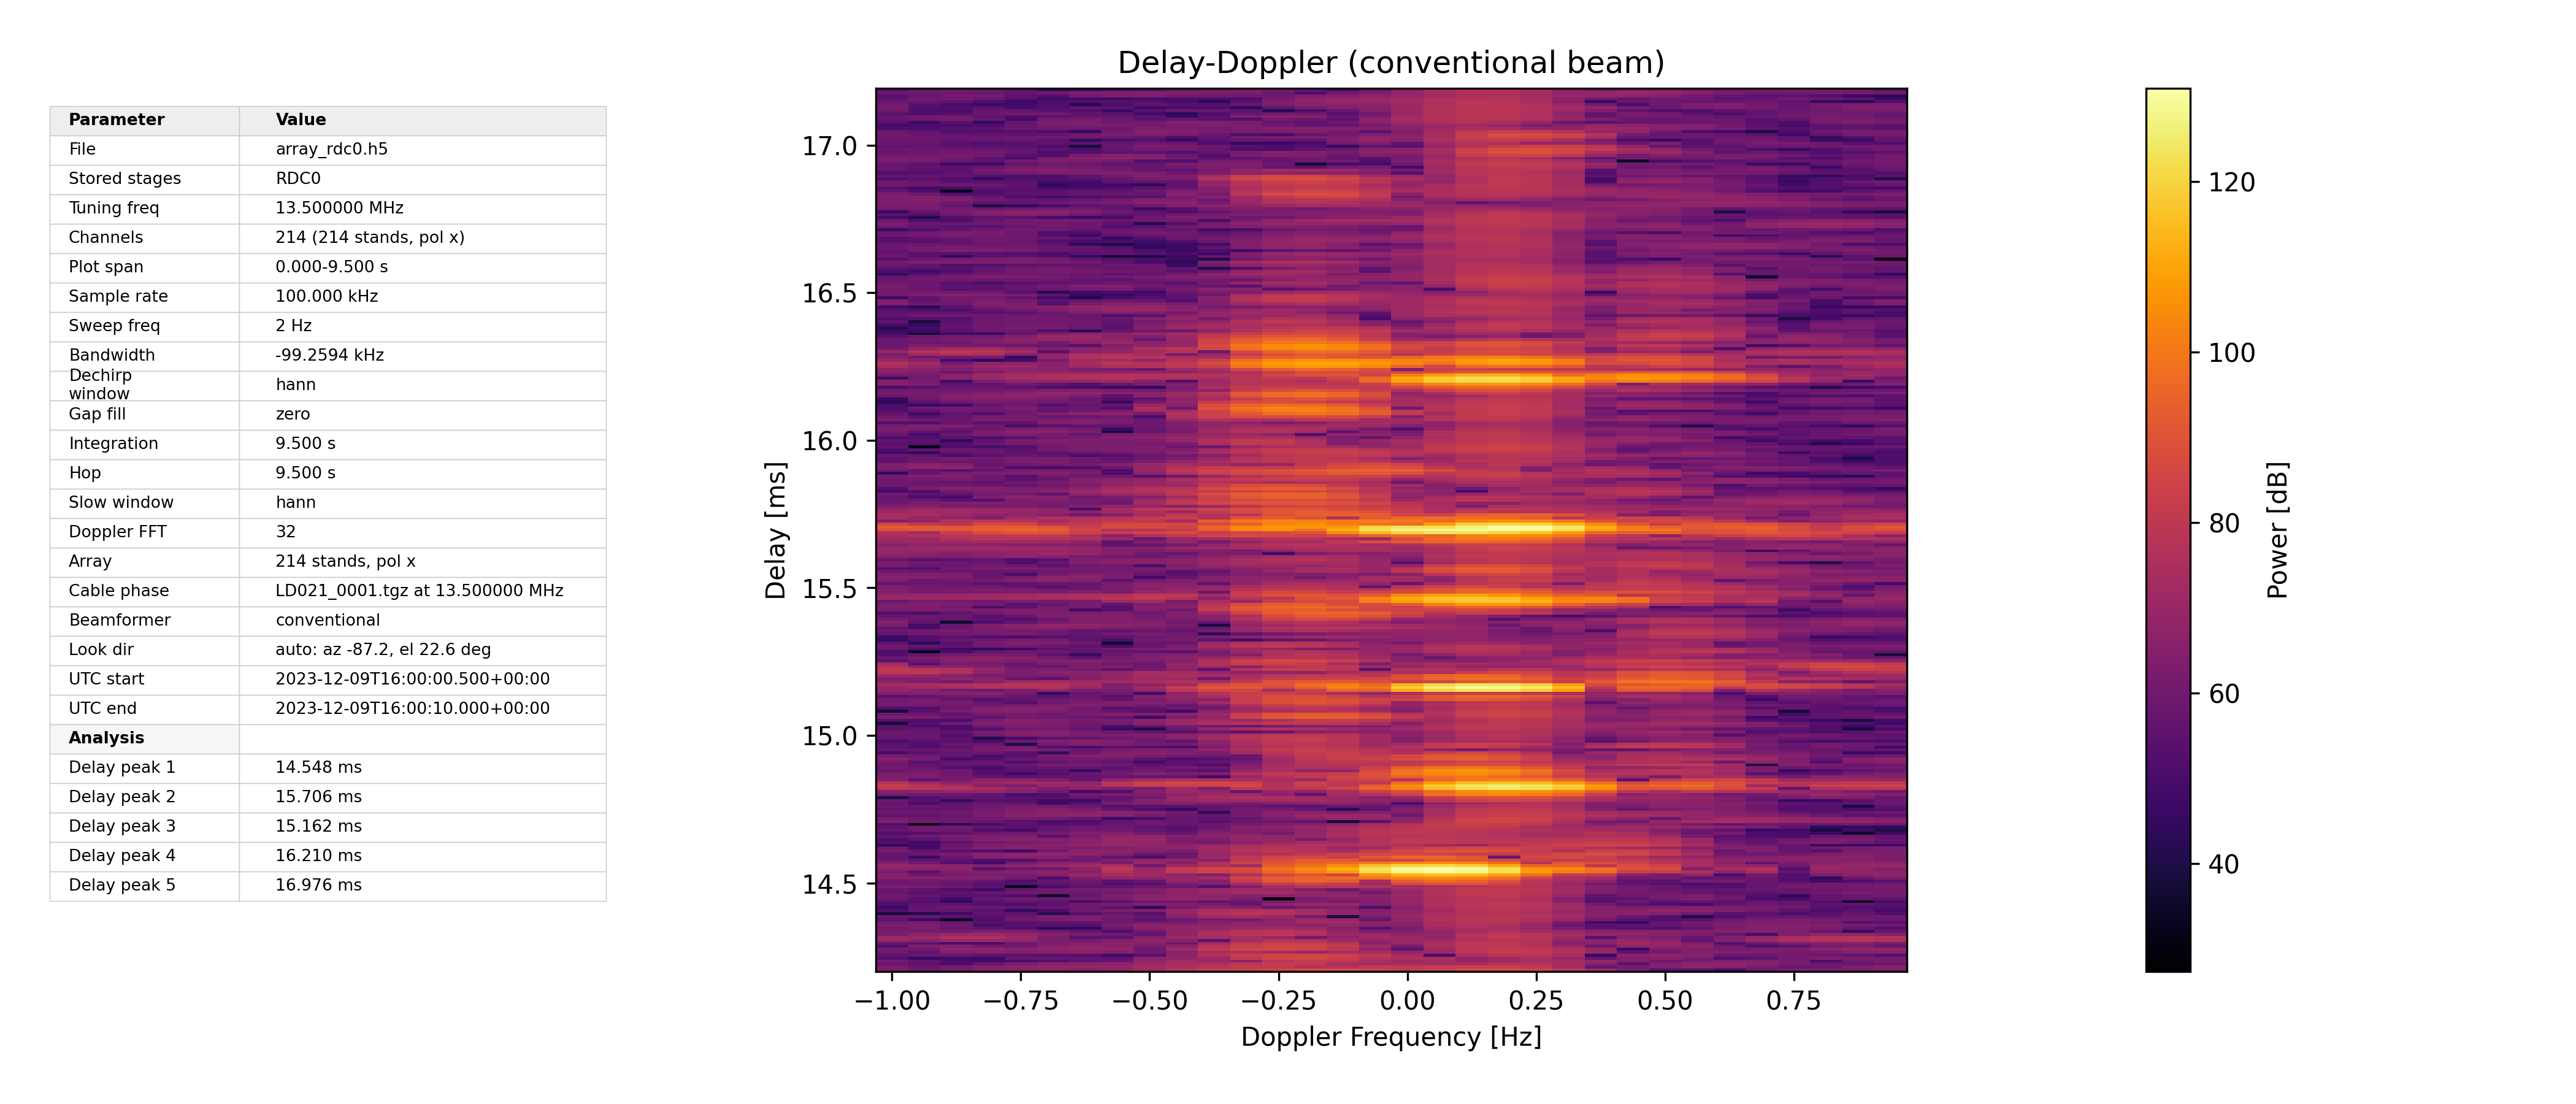 Parameter Value
File array_rdc0.h5
Stored stages RDC0
Tuning freq 13.500000 MHz
Channels 214 (214 stands, pol x)
Plot span 0.000-9.500 s
Sample rate 100.000 kHz
Sweep freq 2 Hz
Bandwidth -99.2594 kHz
Dechirp
window hann
Gap fill zero
Integration 9.500 s
Hop 9.500 s
Slow window hann
Doppler FFT 32
Array 214 stands, pol x
Cable phase LD021_0001.tgz at 13.500000 MHz
Beamformer conventional
Look dir auto: az -87.2, el 22.6 deg
UTC start 2023-12-09T16:00:00.500+00:00
UTC end 2023-12-09T16:00:10.000+00:00
Analysis
Delay peak 1 14.548 ms
Delay peak 2 15.706 ms
Delay peak 3 15.162 ms
Delay peak 4 16.210 ms
Delay peak 5 16.976 ms
Delay-Doppler (conventional beam)
Delay [ms]
17.0
16.5
16.0
15.5
15.0
14.5
−1.00 −0.75 −0.50 −0.25 0.00 0.25 0.50 0.75
Doppler Frequency [Hz]
120
100
80
60
40
Power [dB]